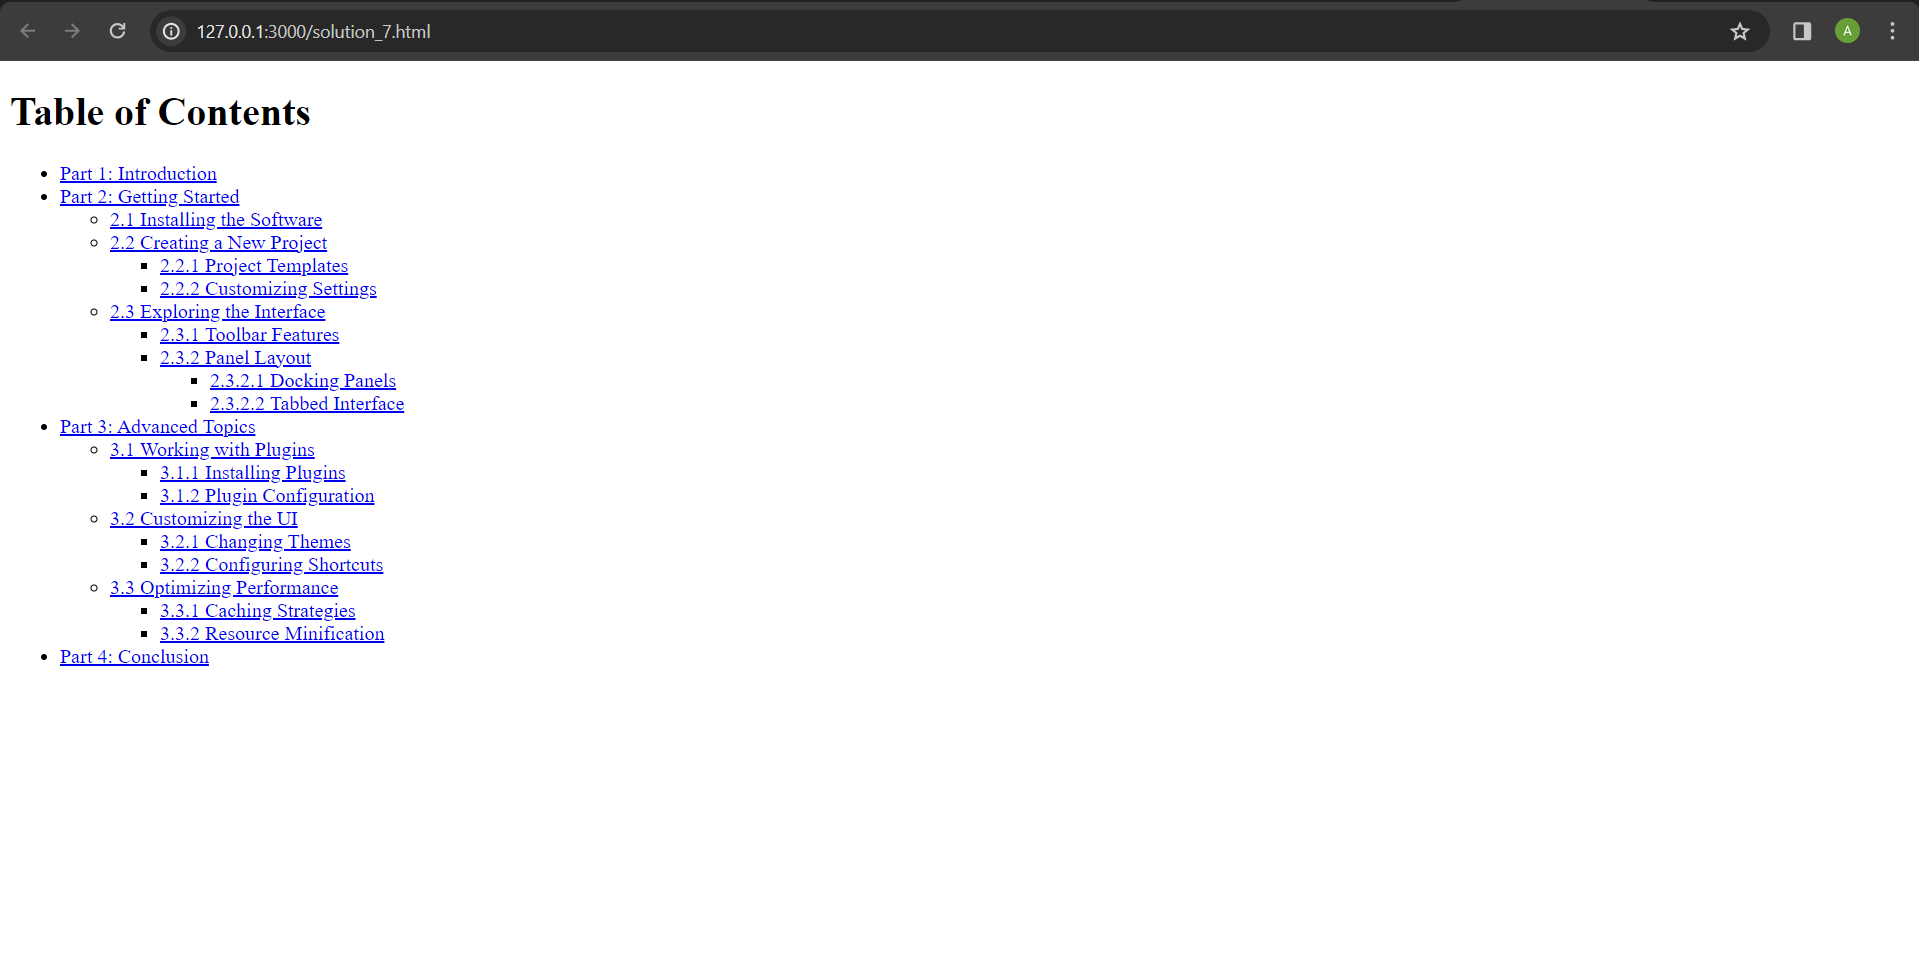 127.0.0.1:3000/solution_7.html
A
Table of Contents
Part 1: Introduction
Part 2: Getting Started
2.1 Installing the Software
2.2 Creating a New Project
2.2.1 Project Templates
2.2.2 Customizing Settings
2.3 Exploring the Interface
2.3.1 Toolbar Features
2.3.2 Panel Layout
2.3.2.1 Docking Panels
2.3.2.2 Tabbed Interface
Part 3: Advanced Topics
3.1 Working with Plugins
3.1.1 Installing Plugins
3.1.2 Plugin Configuration
3.2 Customizing the UI
3.2.1 Changing Themes
3.2.2 Configuring Shortcuts
3.3 Optimizing Performance
3.3.1 Caching Strategies
3.3.2 Resource Minification
Part 4: Conclusion